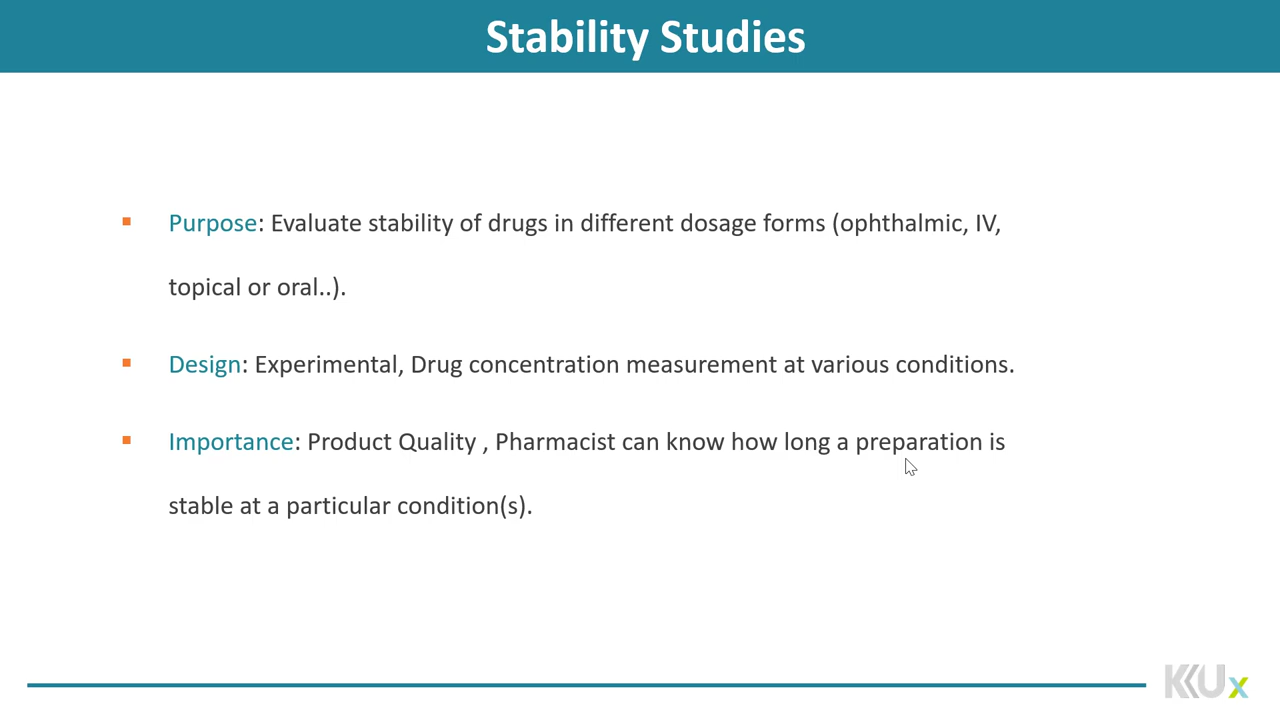 Stability Studies
▪ Purpose: Evaluate stability of drugs in different dosage forms (ophthalmic, IV,
topical or oral..).
▪ Design: Experimental, Drug concentration measurement at various conditions.
▪ Importance: Product Quality , Pharmacist can know how long a preparation is
stable at a particular condition(s).
KKUx